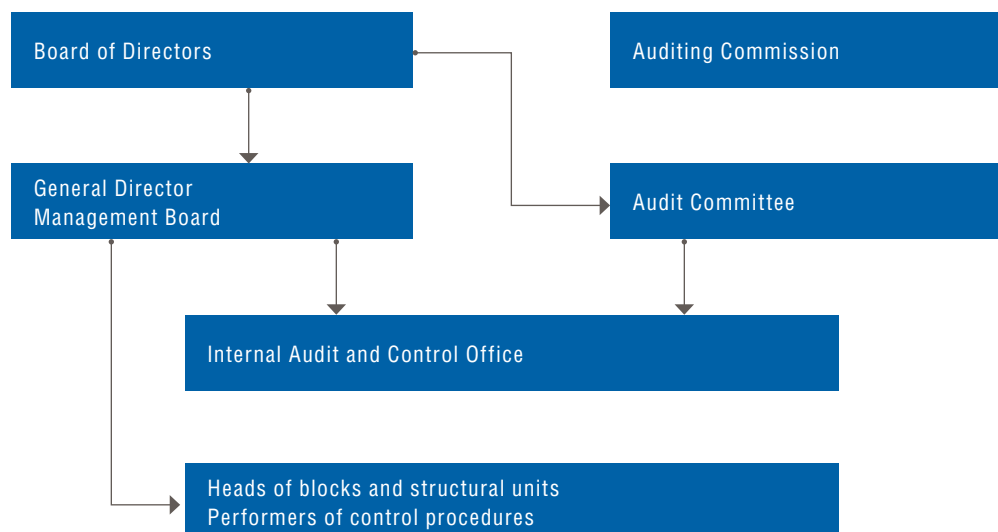 Board of Directors
Auditing Commission
General Director
Management Board
Audit Committee
Internal Audit and Control Office
Heads of blocks and structural units
Performers of control procedures